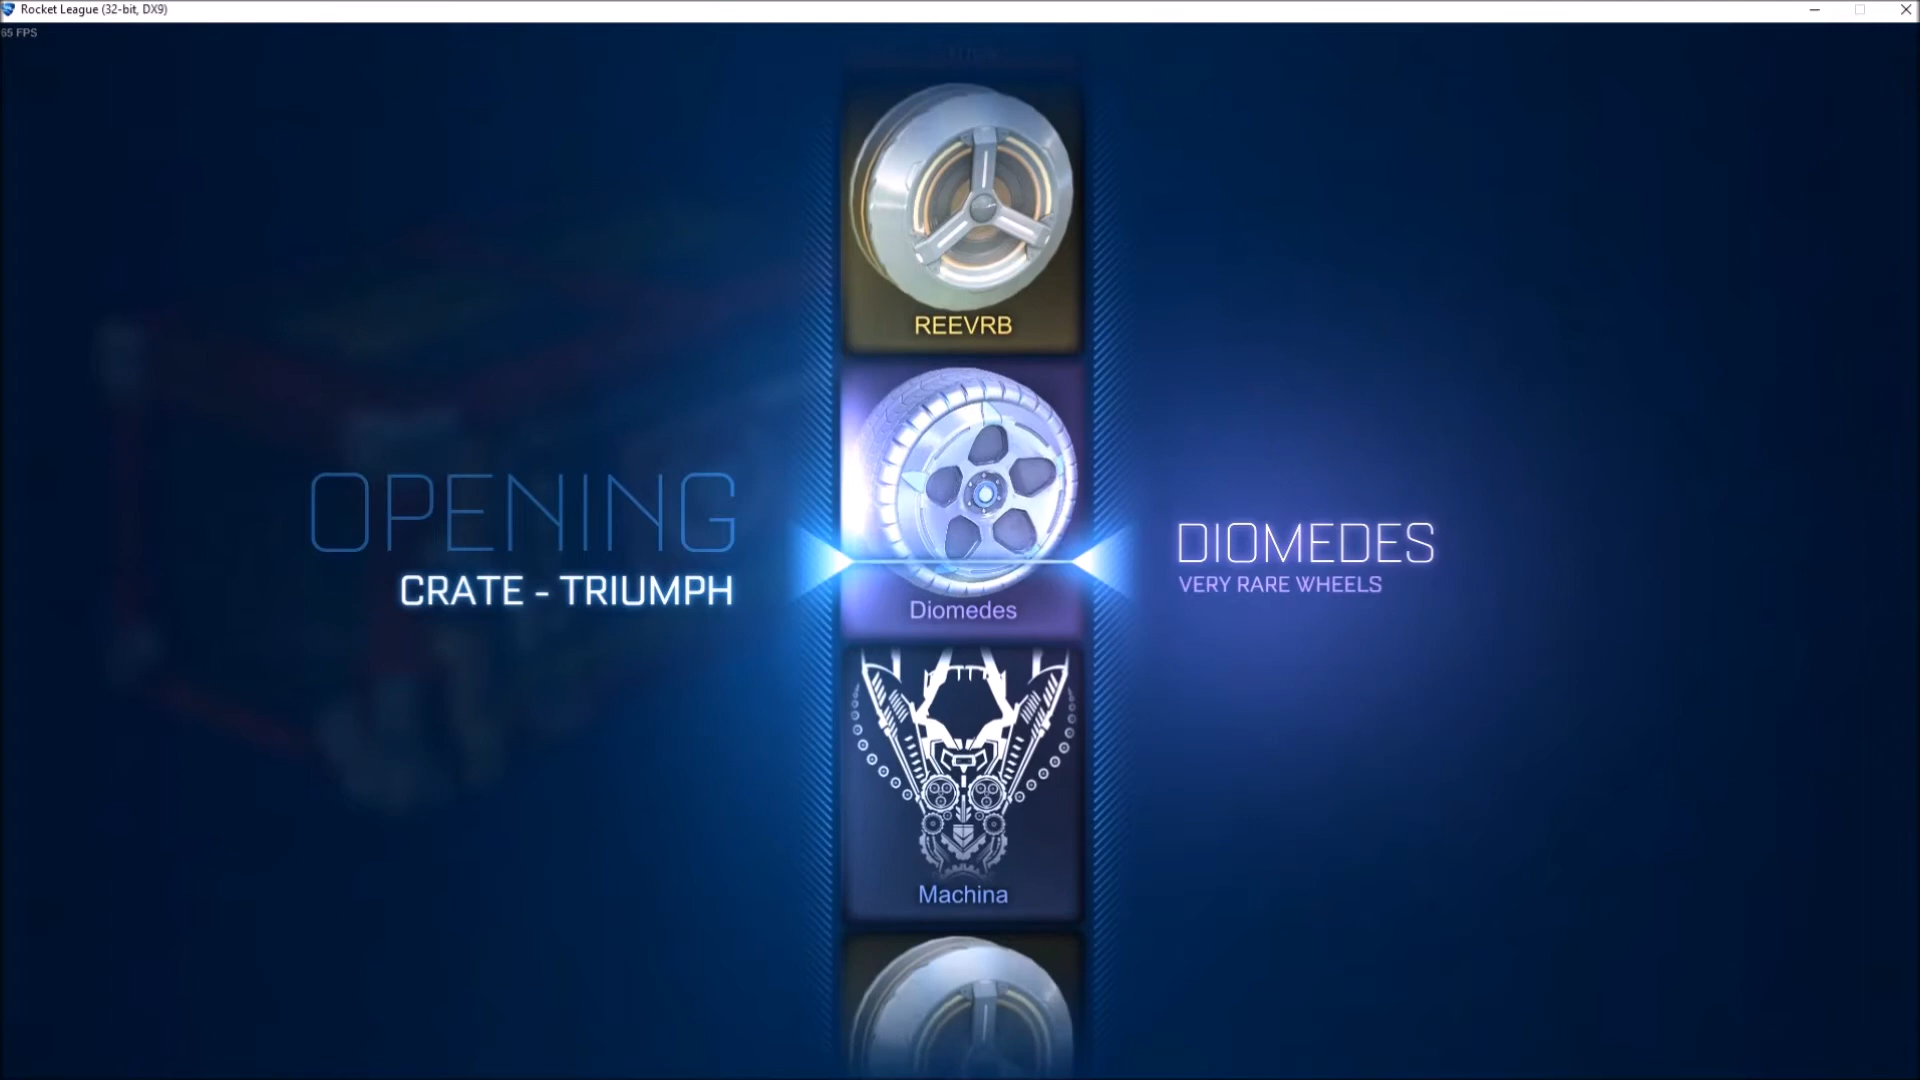 Rocket League (32-bit, DX9)
65 FPS
REEVRB
OPENING
CRATE - TRIUMPH
Diomedes
DIOMEDES
VERY RARE WHEELS
Machina